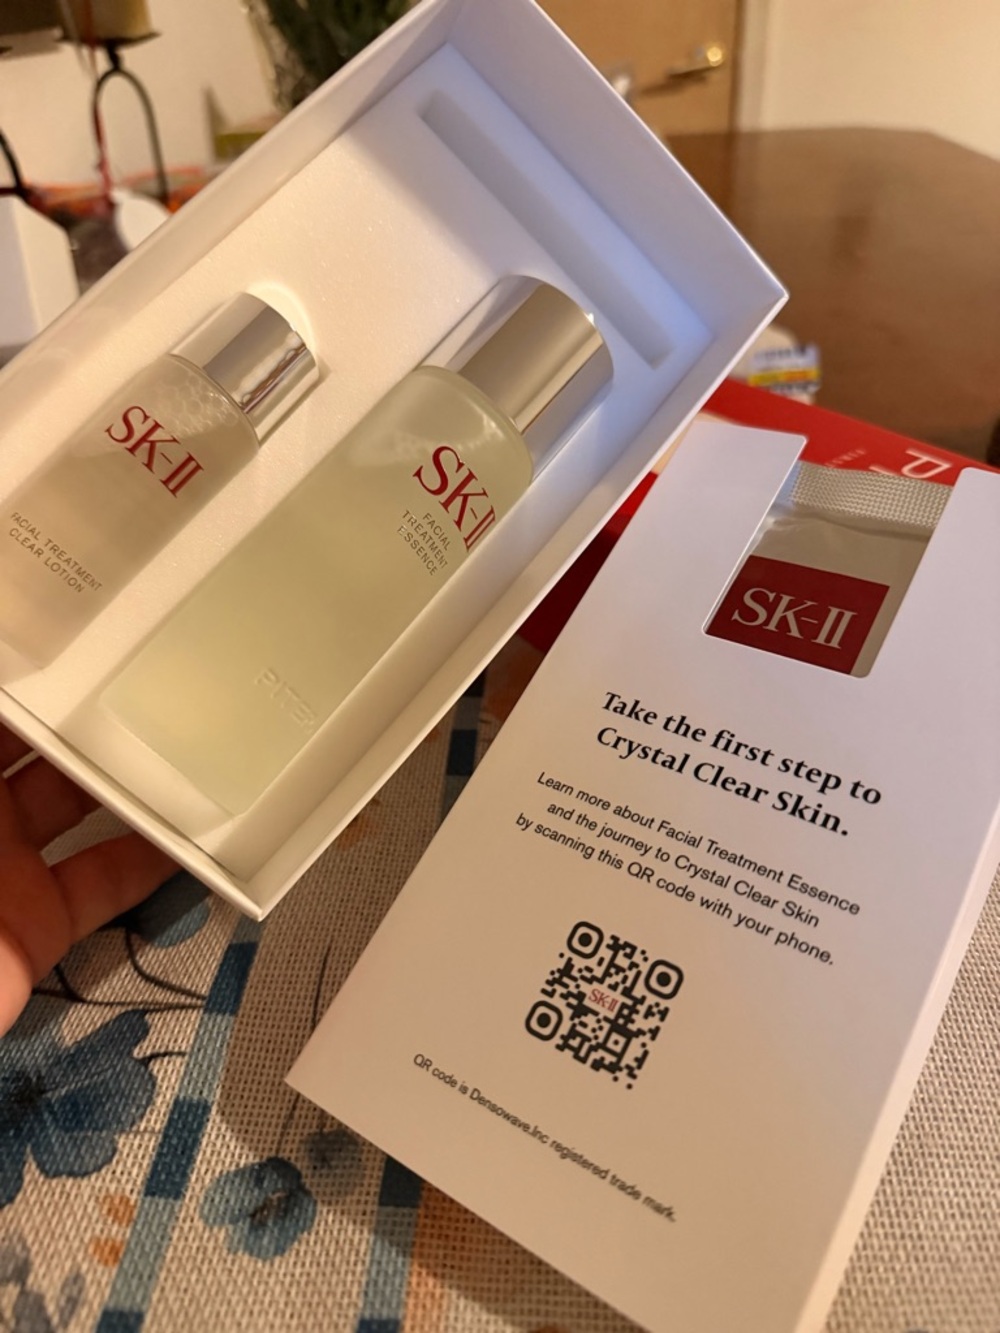 SK-II
FACIAL TREATMENT
CLEAR LOTION
SK-II
FACIAL
TREATMENT
ESSENCE
PITERA
SK-II
Take the first step to
Crystal Clear Skin.
Learn more about Facial Treatment Essence
and the journey to Crystal Clear Skin
by scanning this QR code with your phone.
SK-II
QR code is Densowave,Inc registered trade mark.